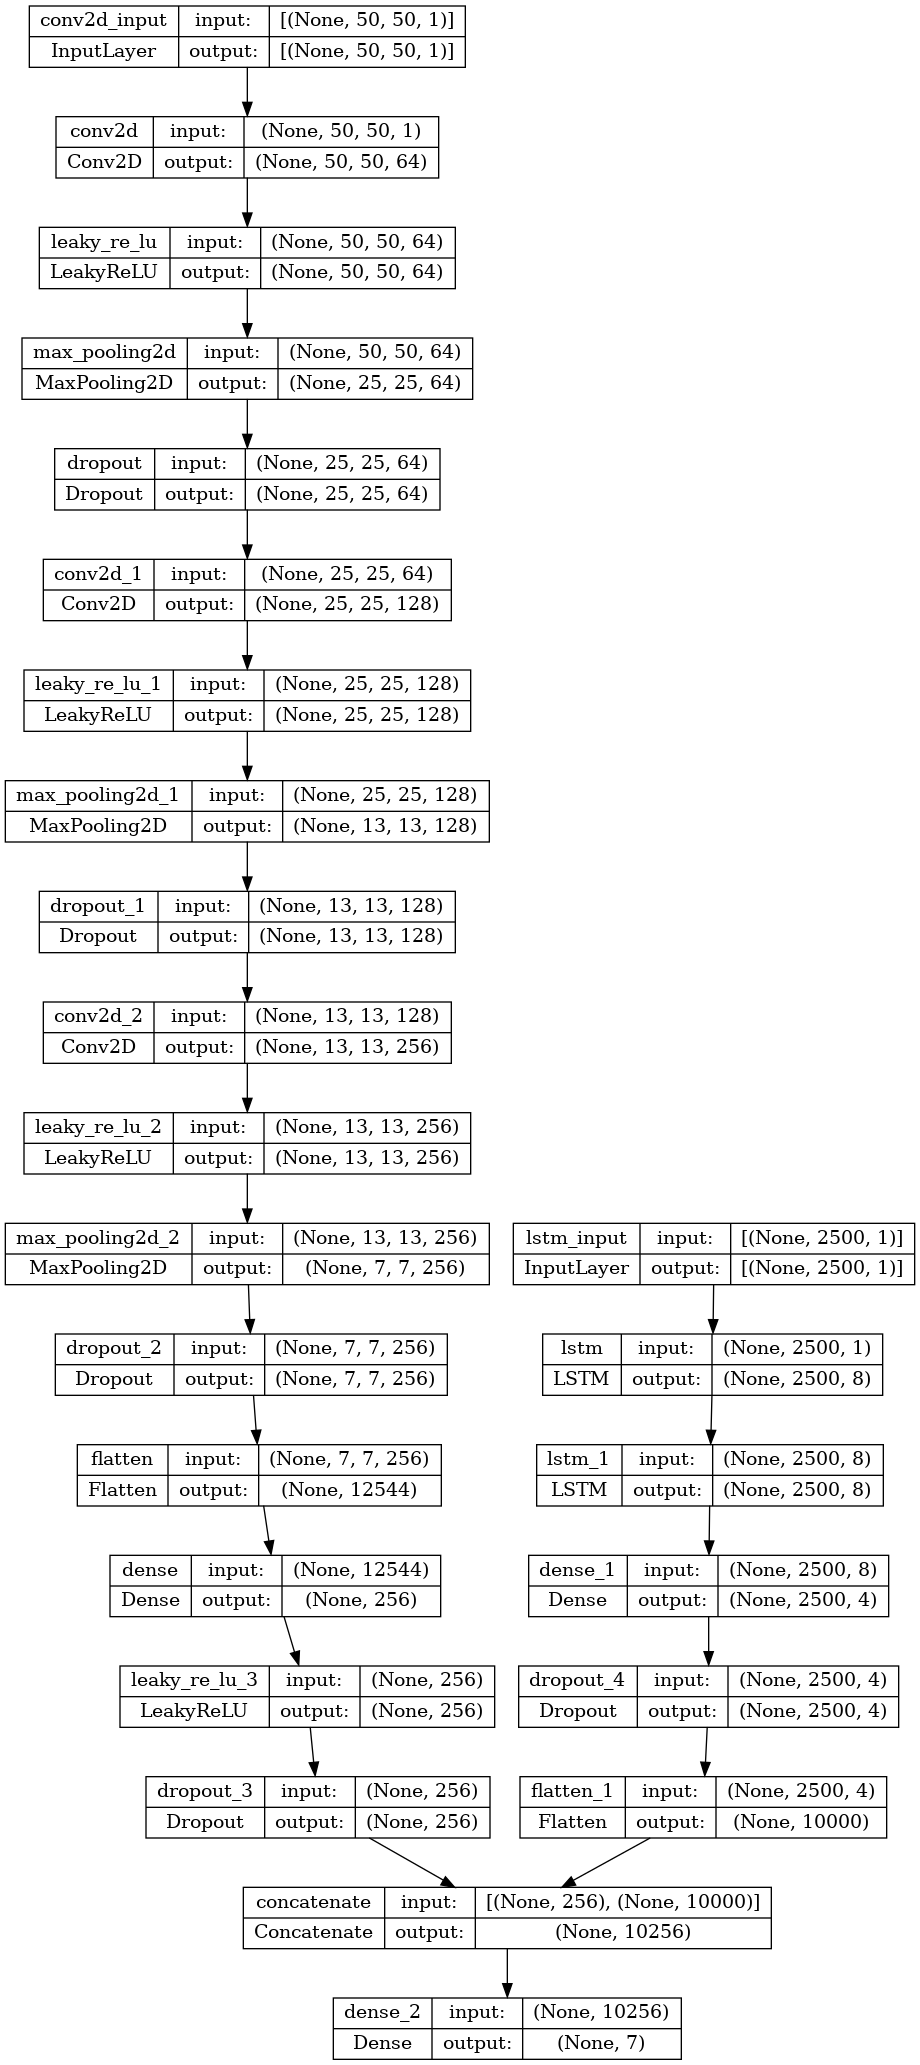 conv2d_input input: [(None, 50, 50, 1)]
InputLayer output: [(None, 50, 50, 1)]
conv2d input: (None, 50, 50, 1)
Conv2D output: (None, 50, 50, 64)
leaky_re_lu input: (None, 50, 50, 64)
LeakyReLU output: (None, 50, 50, 64)
max_pooling2d input: (None, 50, 50, 64)
MaxPooling2D output: (None, 25, 25, 64)
dropout input: (None, 25, 25, 64)
Dropout output: (None, 25, 25, 64)
conv2d_1 input: (None, 25, 25, 64)
Conv2D output: (None, 25, 25, 128)
leaky_re_lu_1 input: (None, 25, 25, 128)
LeakyReLU output: (None, 25, 25, 128)
max_pooling2d_1 input: (None, 25, 25, 128)
MaxPooling2D output: (None, 13, 13, 128)
dropout_1 input: (None, 13, 13, 128)
Dropout output: (None, 13, 13, 128)
conv2d_2 input: (None, 13, 13, 128)
Conv2D output: (None, 13, 13, 256)
leaky_re_lu_2 input: (None, 13, 13, 256)
LeakyReLU output: (None, 13, 13, 256)
max_pooling2d_2 input: (None, 13, 13, 256)
MaxPooling2D output: (None, 7, 7, 256)
lstm_input input: [(None, 2500, 1)]
InputLayer output: [(None, 2500, 1)]
dropout_2 input: (None, 7, 7, 256)
Dropout output: (None, 7, 7, 256)
lstm input: (None, 2500, 1)
LSTM output: (None, 2500, 8)
flatten input: (None, 7, 7, 256)
Flatten output: (None, 12544)
lstm_1 input: (None, 2500, 8)
LSTM output: (None, 2500, 8)
dense input: (None, 12544)
Dense output: (None, 256)
dense_1 input: (None, 2500, 8)
Dense output: (None, 2500, 4)
leaky_re_lu_3 input: (None, 256)
LeakyReLU output: (None, 256)
dropout_4 input: (None, 2500, 4)
Dropout output: (None, 2500, 4)
dropout_3 input: (None, 256)
Dropout output: (None, 256)
flatten_1 input: (None, 2500, 4)
Flatten output: (None, 10000)
concatenate input: [(None, 256), (None, 10000)]
Concatenate output: (None, 10256)
dense_2 input: (None, 10256)
Dense output: (None, 7)